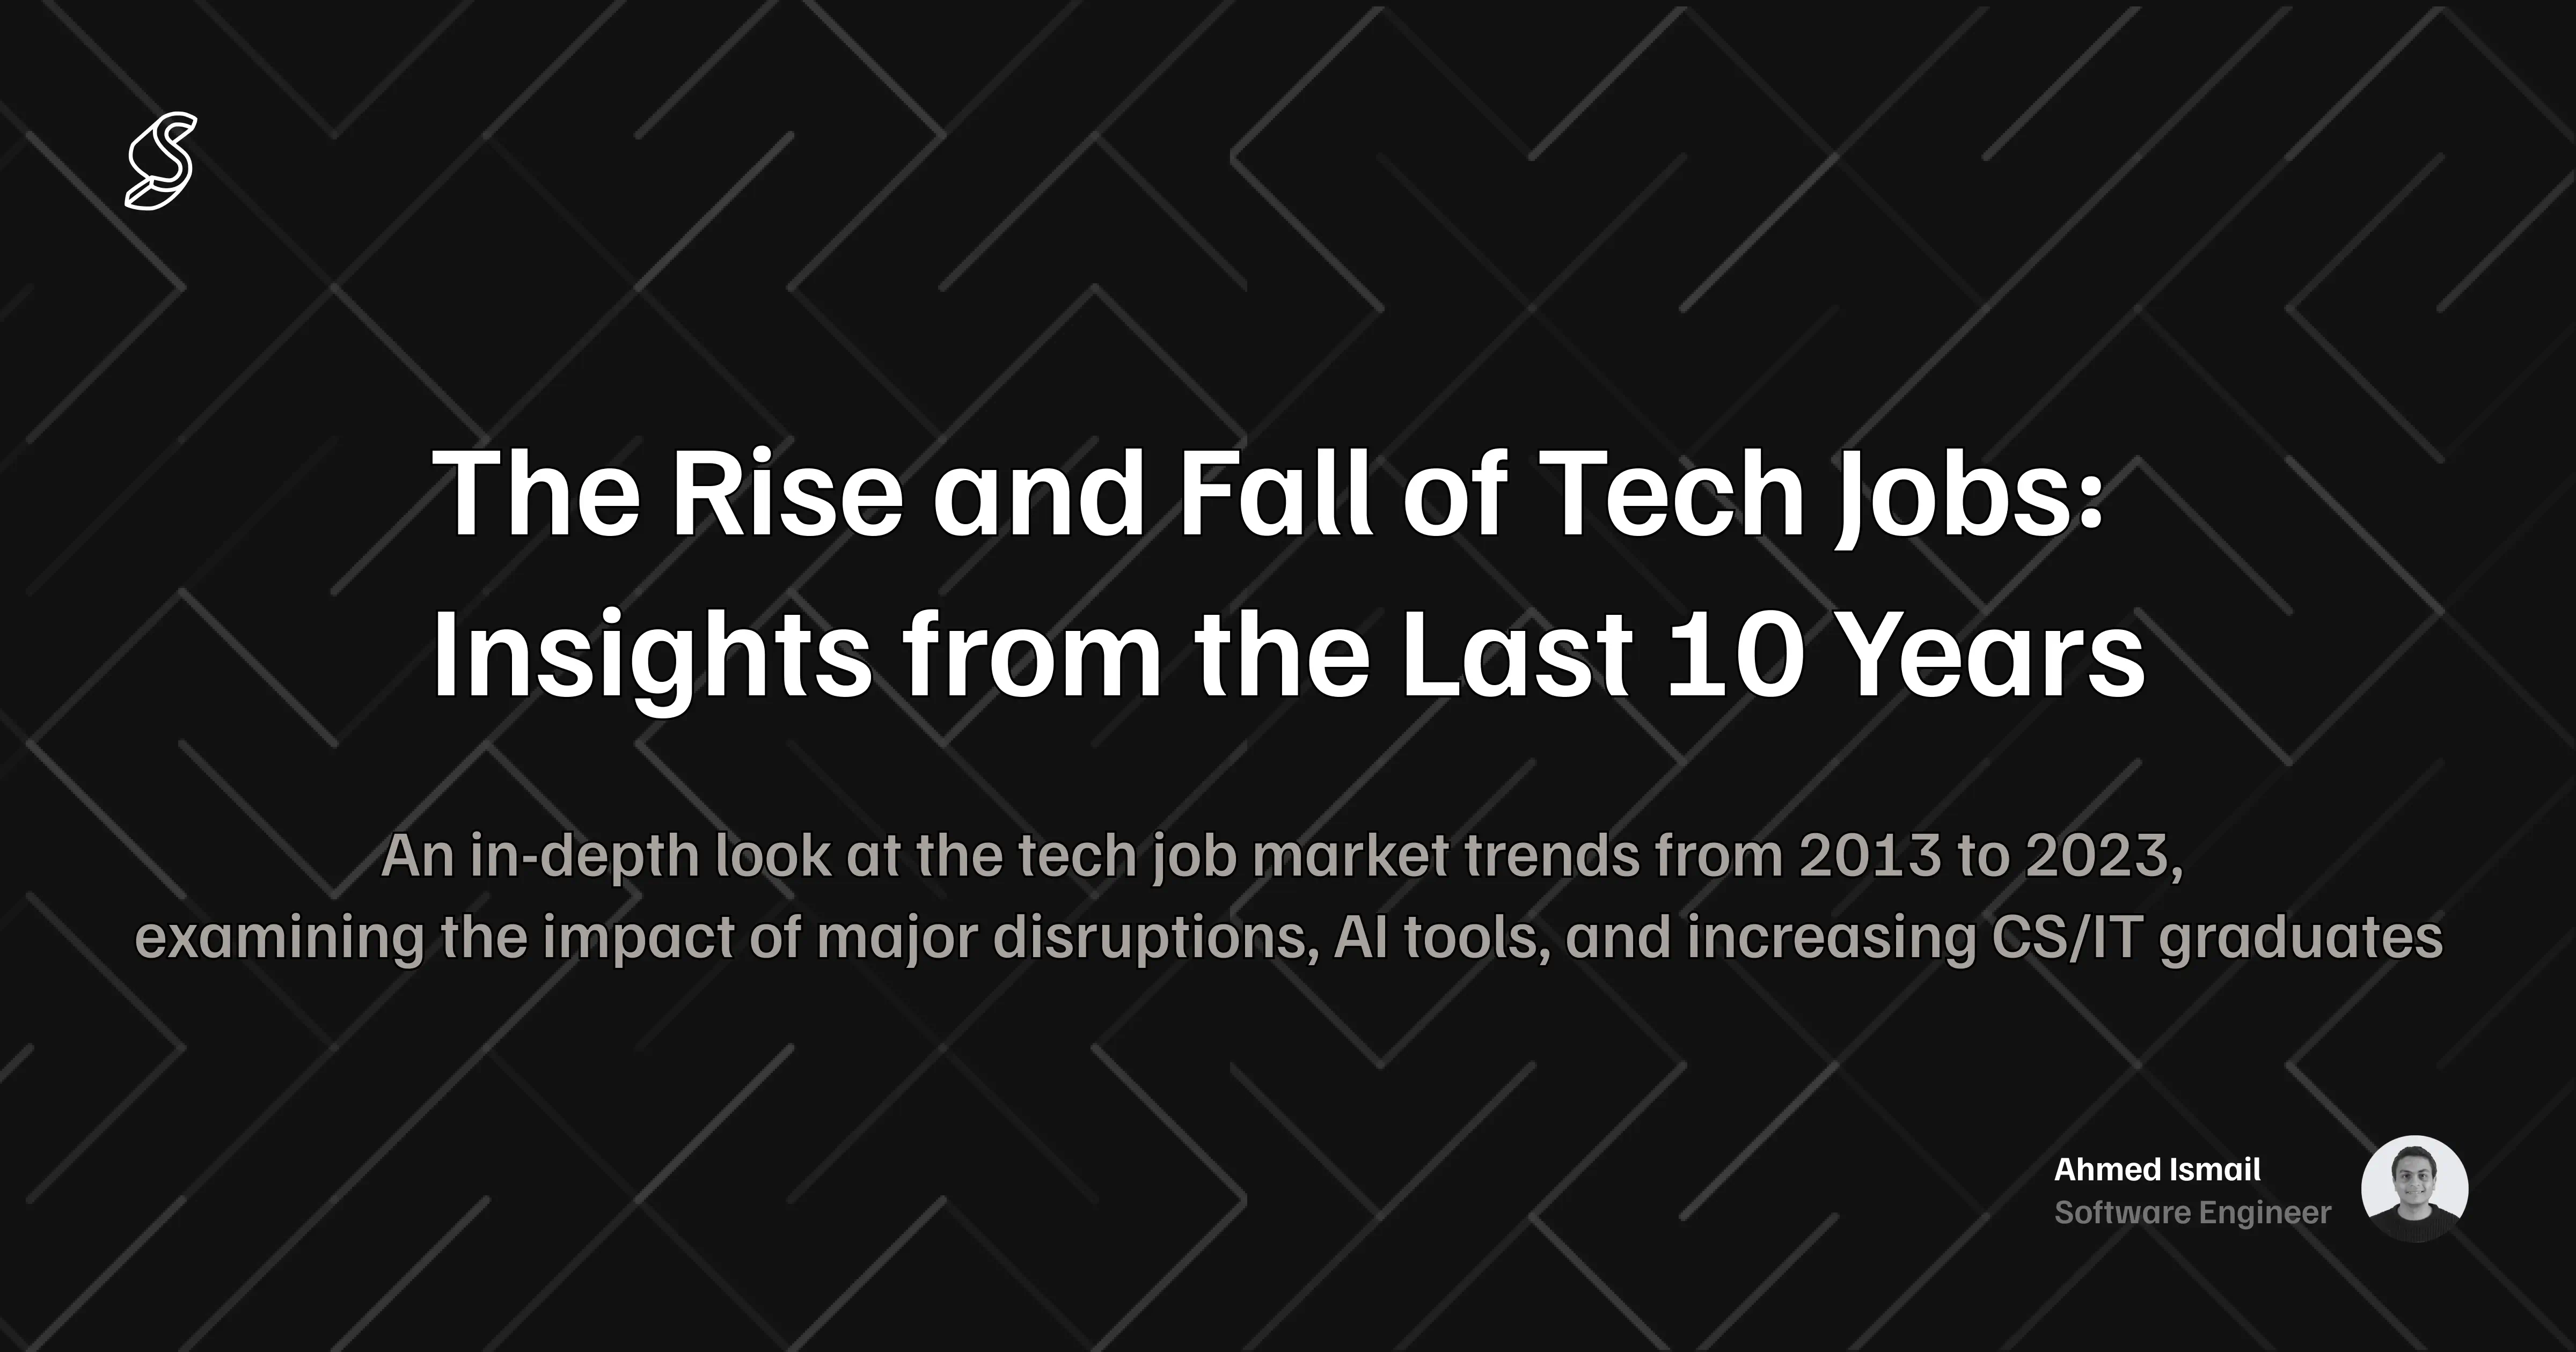 The Rise and Fall of Tech Jobs:
Insights from the Last 10 Years
An in-depth look at the tech job market trends from 2013 to 2023,
examining the impact of major disruptions, AI tools, and increasing CS/IT graduates
Ahmed Ismail
Software Engineer